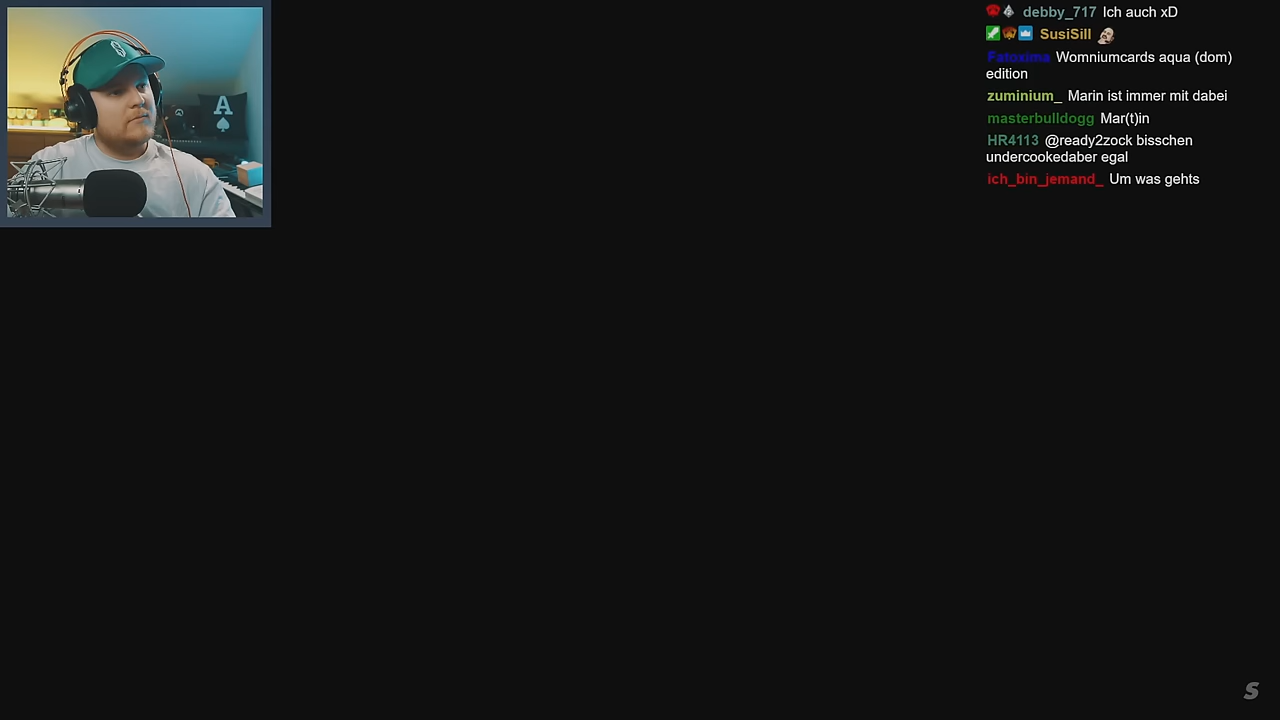 debby_717 Ich auch xD
SusiSill
Fatoxima Womniumcards aqua (dom)
edition
zuminium_ Marin ist immer mit dabei
masterbulldogg Mar(t)in
HR4113 @ready2zock bisschen
undercookedaber egal
ich_bin_jemand_ Um was gehts
A
S